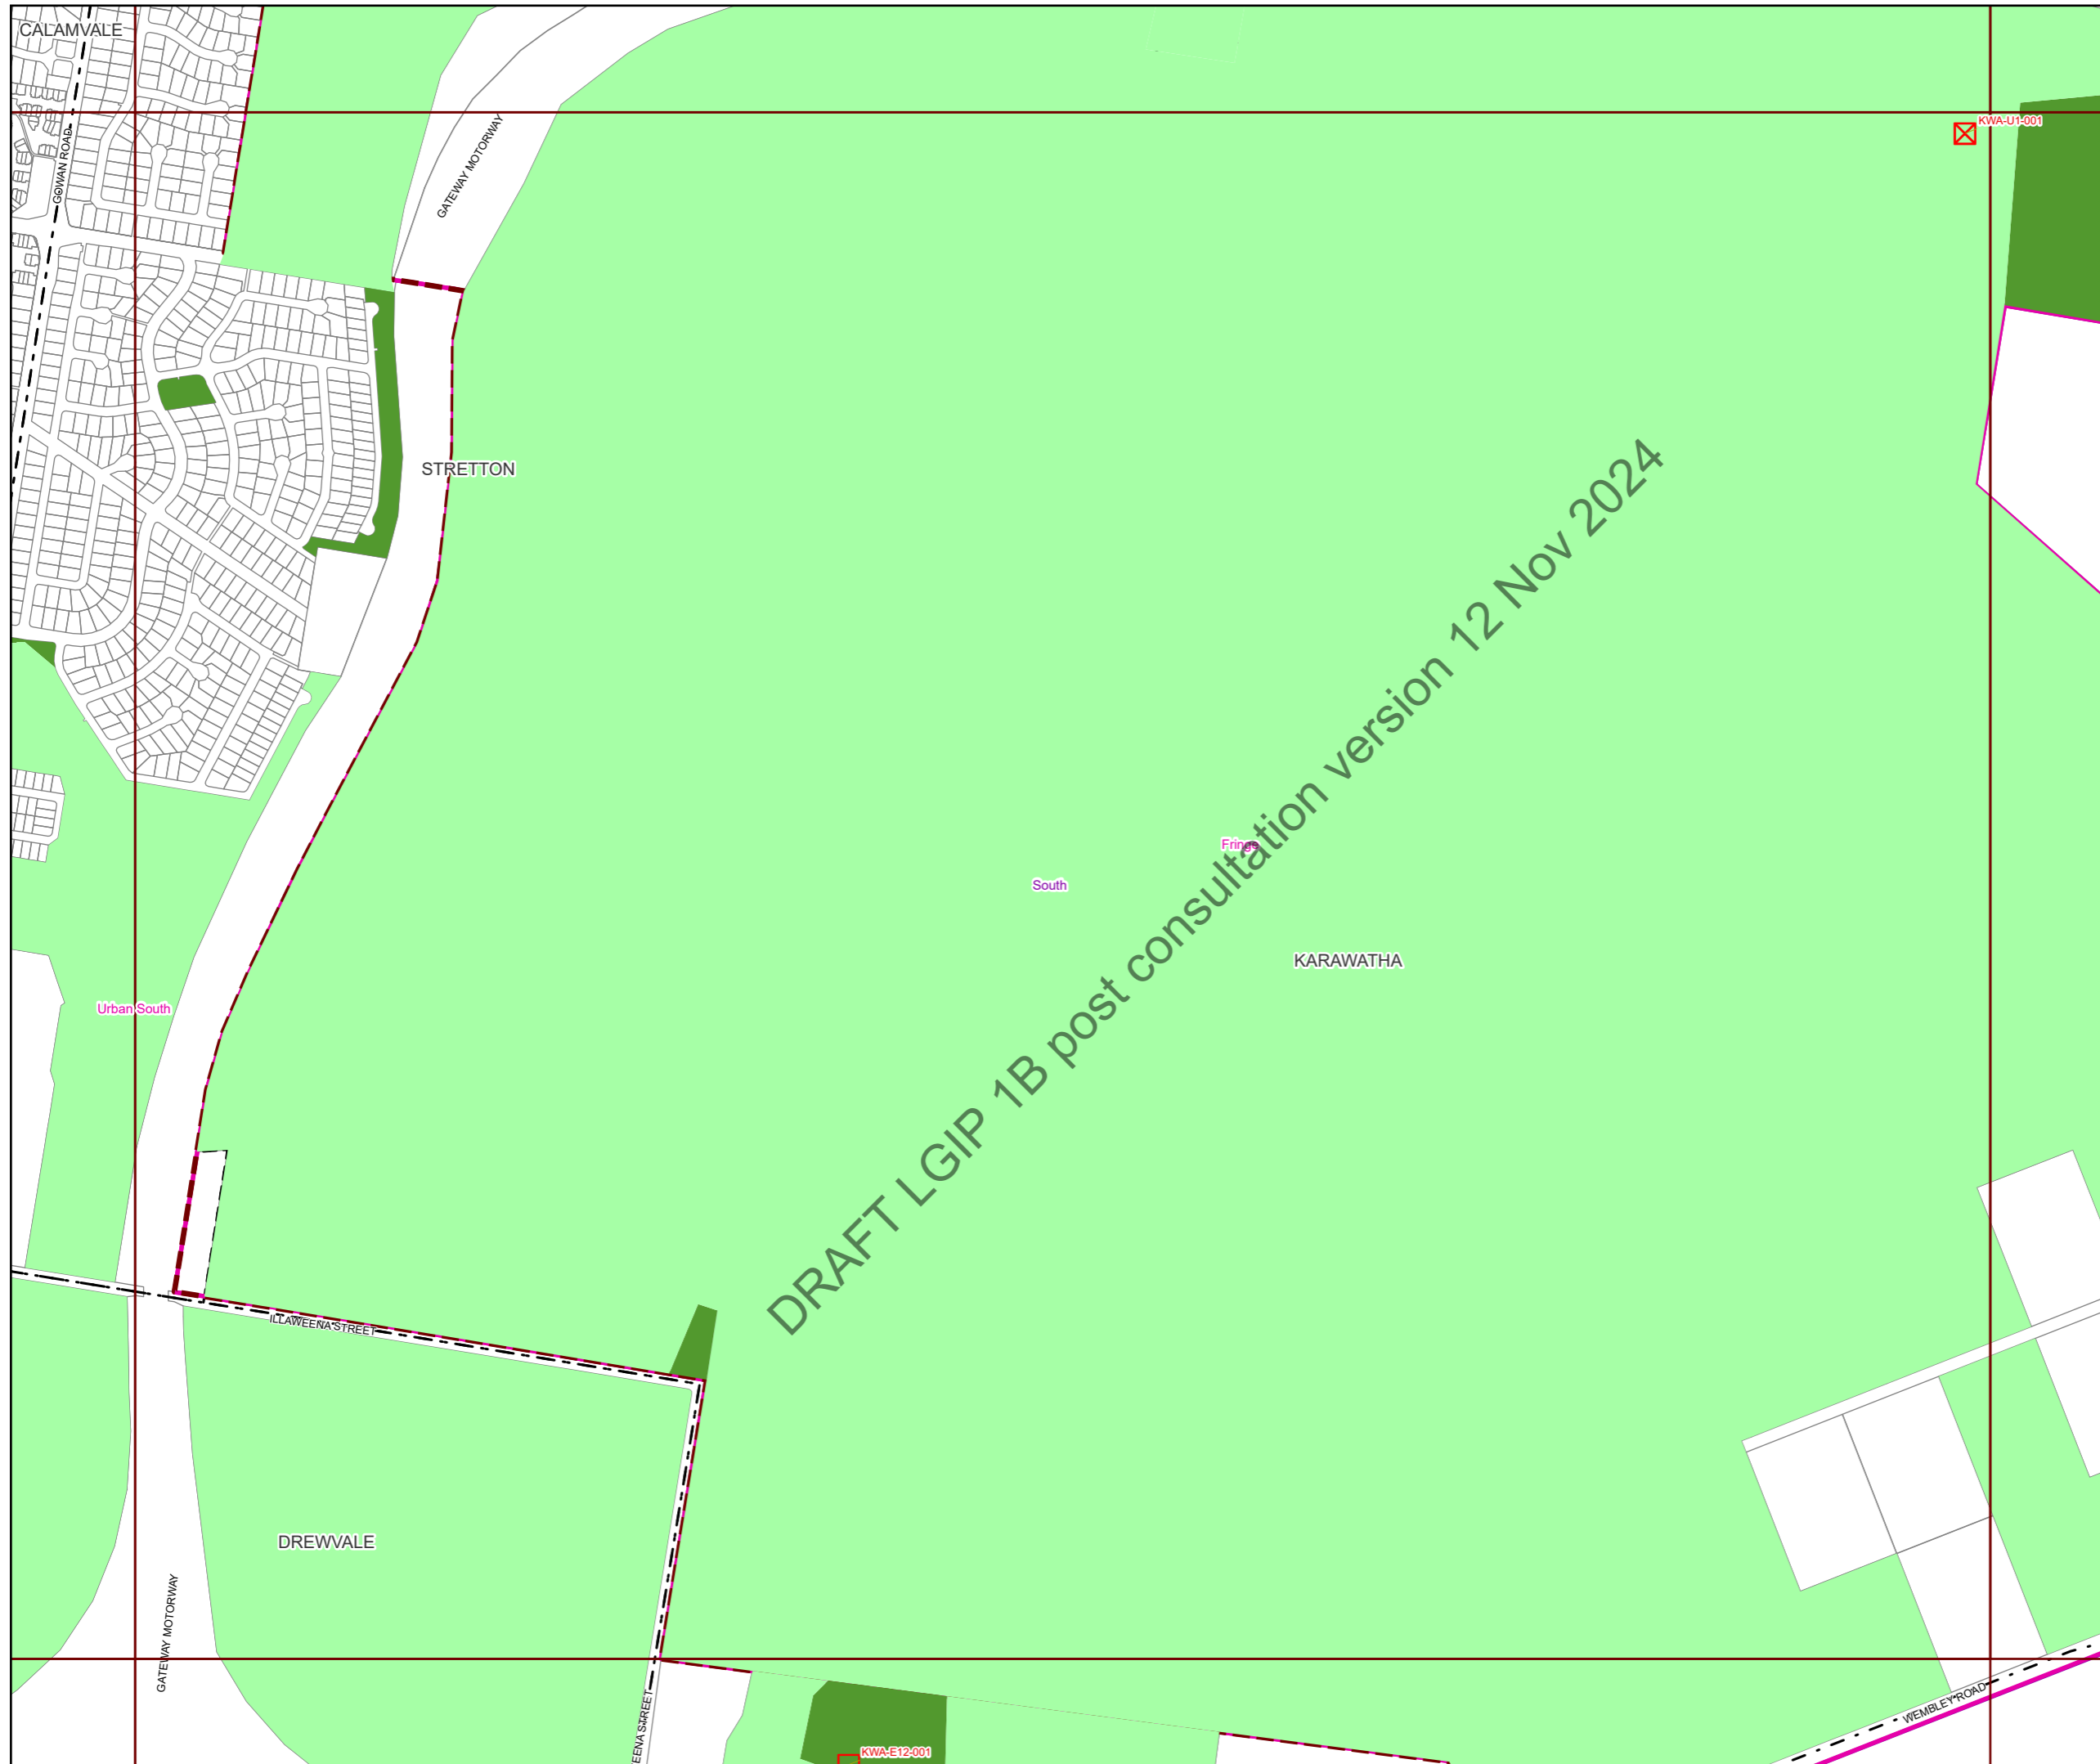 CALAMVALE
GOWAN ROAD
GATEWAY MOTORWAY
KWA-U1-001
STRETTON
DRAFT LGIP 1B post consultation version 12 Nov 2024
Fringe
South
KARAWATHA
Urban South
ILLAWEENA STREET
DREWVALE
GATEWAY MOTORWAY
EENA STREET
WEMBLEY ROAD
KWA-E12-001